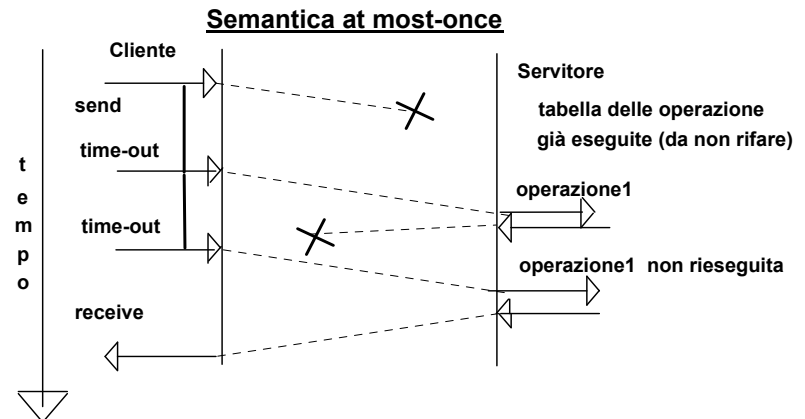 Semantica at most-once
Cliente
Servitore
send
tabella delle operazione
già eseguite (da non rifare)
time-out
tempo
operazione1
time-out
operazione1 non rieseguita
receive